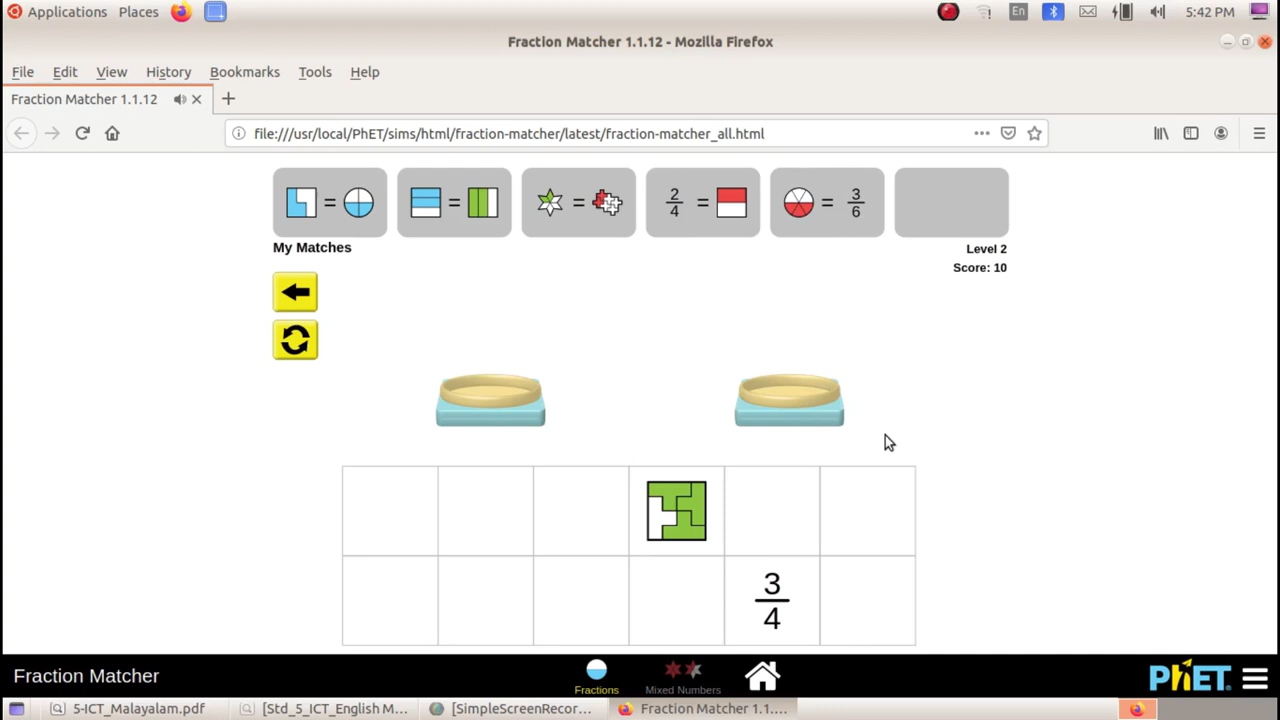 Applications Places En 5:42 PM
Fraction Matcher 1.1.12 - Mozilla Firefox
File Edit View History Bookmarks Tools Help
Fraction Matcher 1.1.12
file:///usr/local/PhET/sims/html/fraction-matcher/latest/fraction-matcher_all.html
= = = 2/4 = = 3/6
My Matches
Level 2
Score: 10
3/4
Fraction Matcher
Fractions
Mixed Numbers
PhET
5-ICT_Malayalam.pdf [Std_5_ICT_English M... [SimpleScreenRecor... Fraction Matcher 1.1....